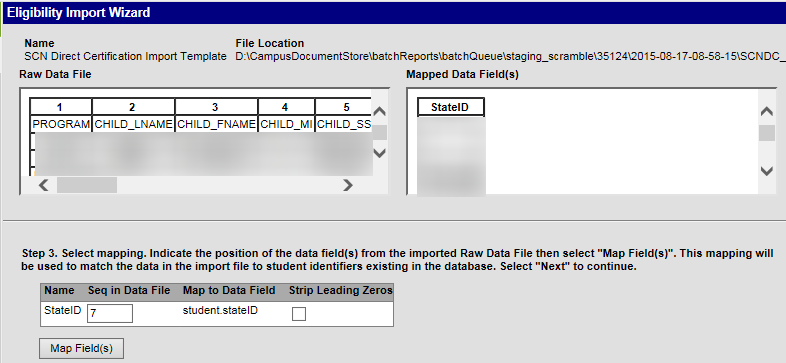 Eligibility Import Wizard
Name File Location
SCN Direct Certification Import Template D:\CampusDocumentStore\batchReports\batchQueue\staging_scramble\35124\2015-08-17-08-58-15\SCNDC_
Raw Data File Mapped Data Field(s)
1 2 3 4 5 StateID
PROGRAM CHILD_LNAME CHILD_FNAME CHILD_MI CHILD_SS
Step 3. Select mapping. Indicate the position of the data field(s) from the imported Raw Data File then select "Map Field(s)". This mapping will
be used to match the data in the import file to student identifiers existing in the database. Select "Next" to continue.
Name Seq in Data File Map to Data Field Strip Leading Zeros
StateID 7 student.stateID
Map Field(s)